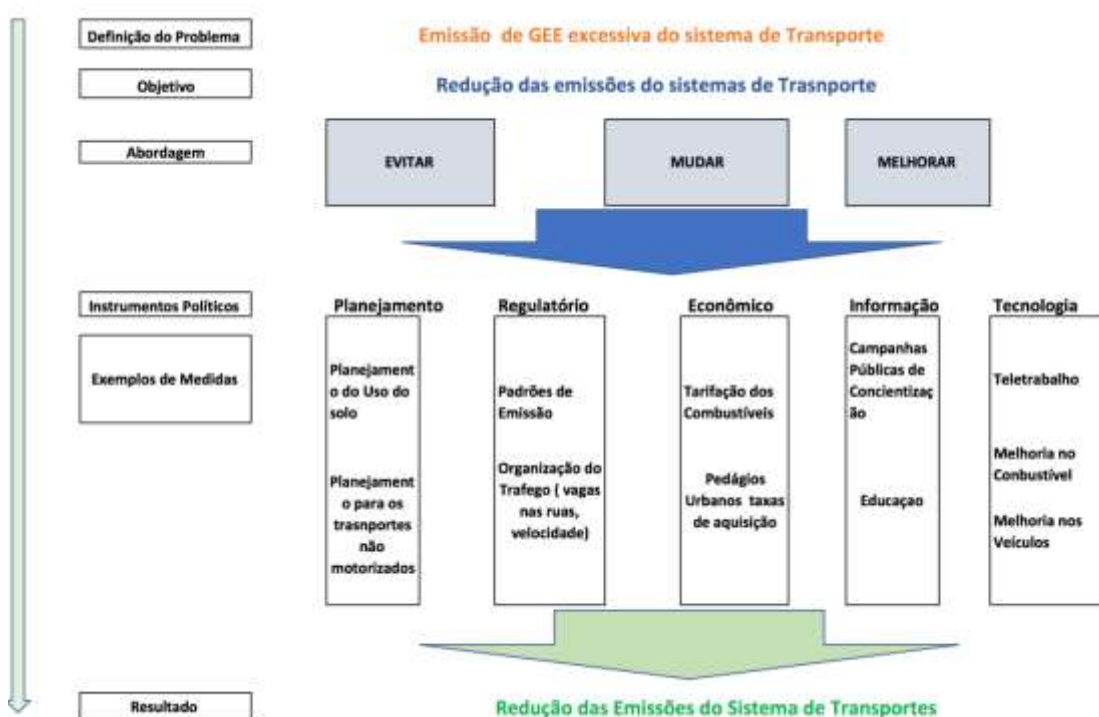 Definição do Problema
Emissão de GEE excessiva do sistema de Transporte
Objetivo
Redução das emissões do sistemas de Trasnporte
Abordagem
EVITAR
MUDAR
MELHORAR
Instrumentos Políticos
Planejamento
Regulatório
Econômico
Informação
Tecnologia
Exemplos de Medidas
Planejament
o do Uso do
solo
Planejament
o para os
trasnportes
não
motorizados
Padrões de
Emissão
Organização do
Trafego ( vagas
nas ruas,
velocidade)
Tarifação dos
Combustíveis
Pedágios
Urbanos taxas
de aquisição
Campanhas
Públicas de
Concientizaç
ão
Educaçao
Teletrabalho
Melhoria no
Conbustível
Melhoria nos
Veículos
Resultado
Redução das Emissões do Sistema de Transportes